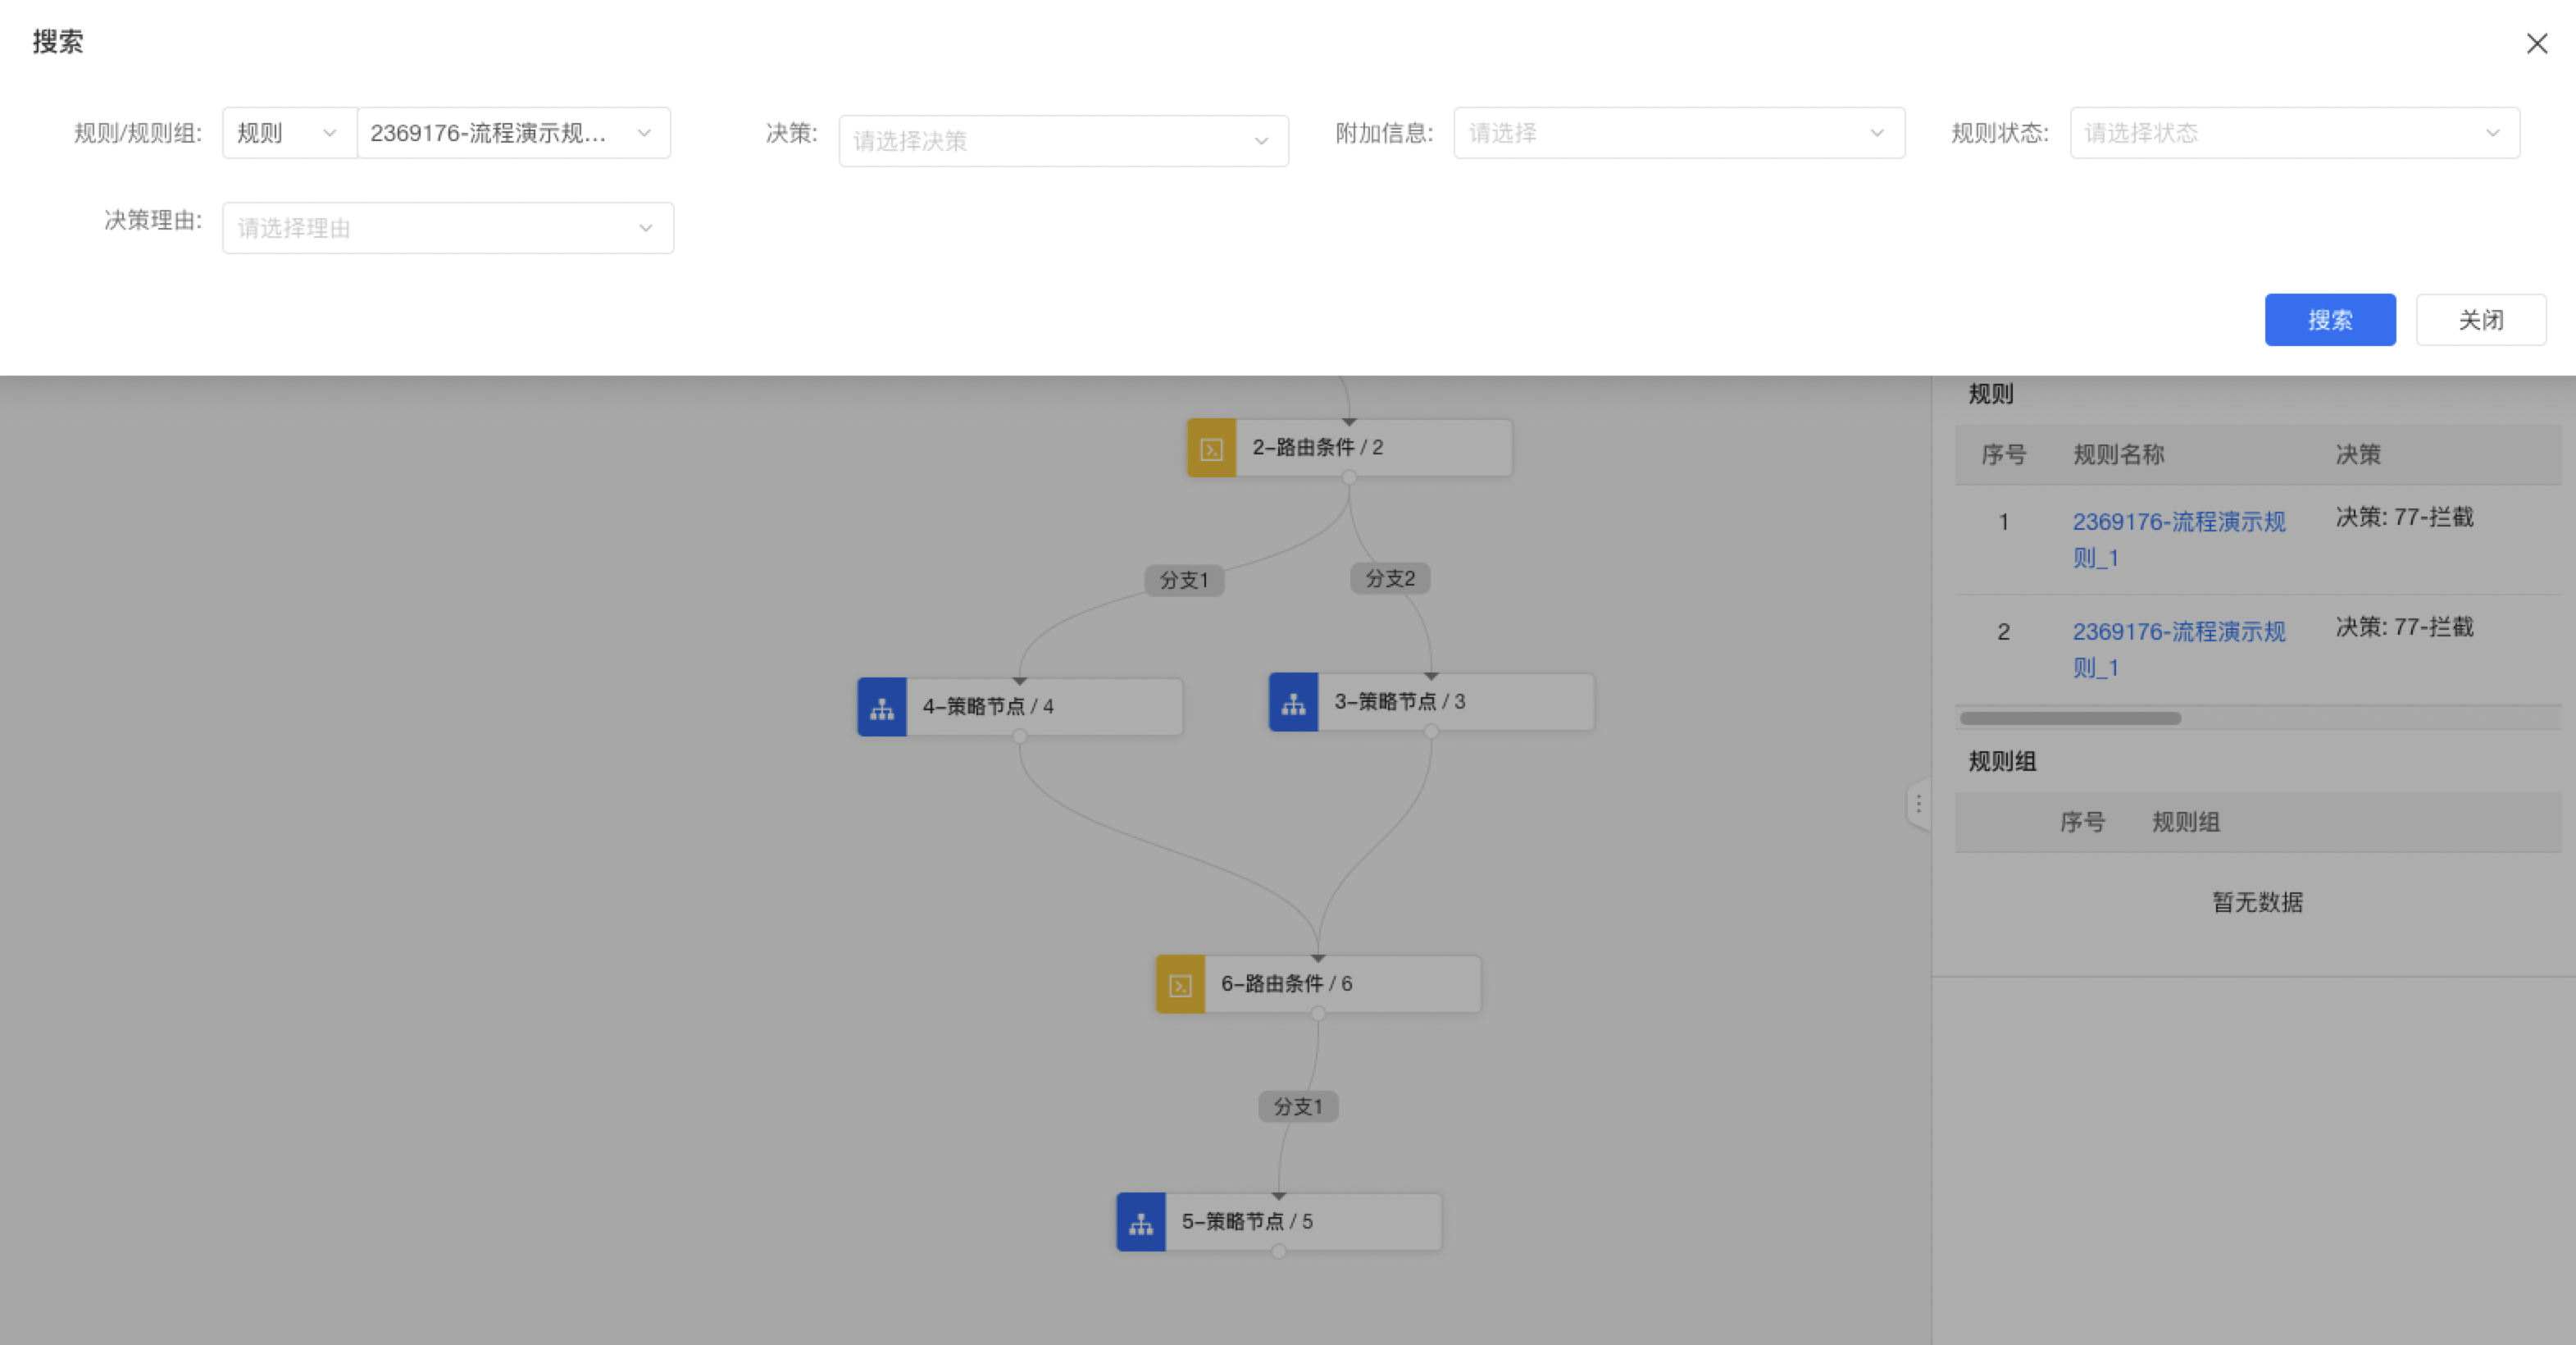 搜索
规则/规则组: 规则 2369176-流程演示规... 决策: 请选择决策 附加信息: 请选择 规则状态: 请选择状态
决策理由: 请选择理由
搜索 关闭
2-路由条件 / 2
分支1 分支2
4-策略节点 / 4
3-策略节点 / 3
6-路由条件 / 6
分支1
5-策略节点 / 5
规则
序号 规则名称 决策
1 2369176-流程演示规 决策: 77-拦截
则_1
2 2369176-流程演示规 决策: 77-拦截
则_1
规则组
序号 规则组
暂无数据